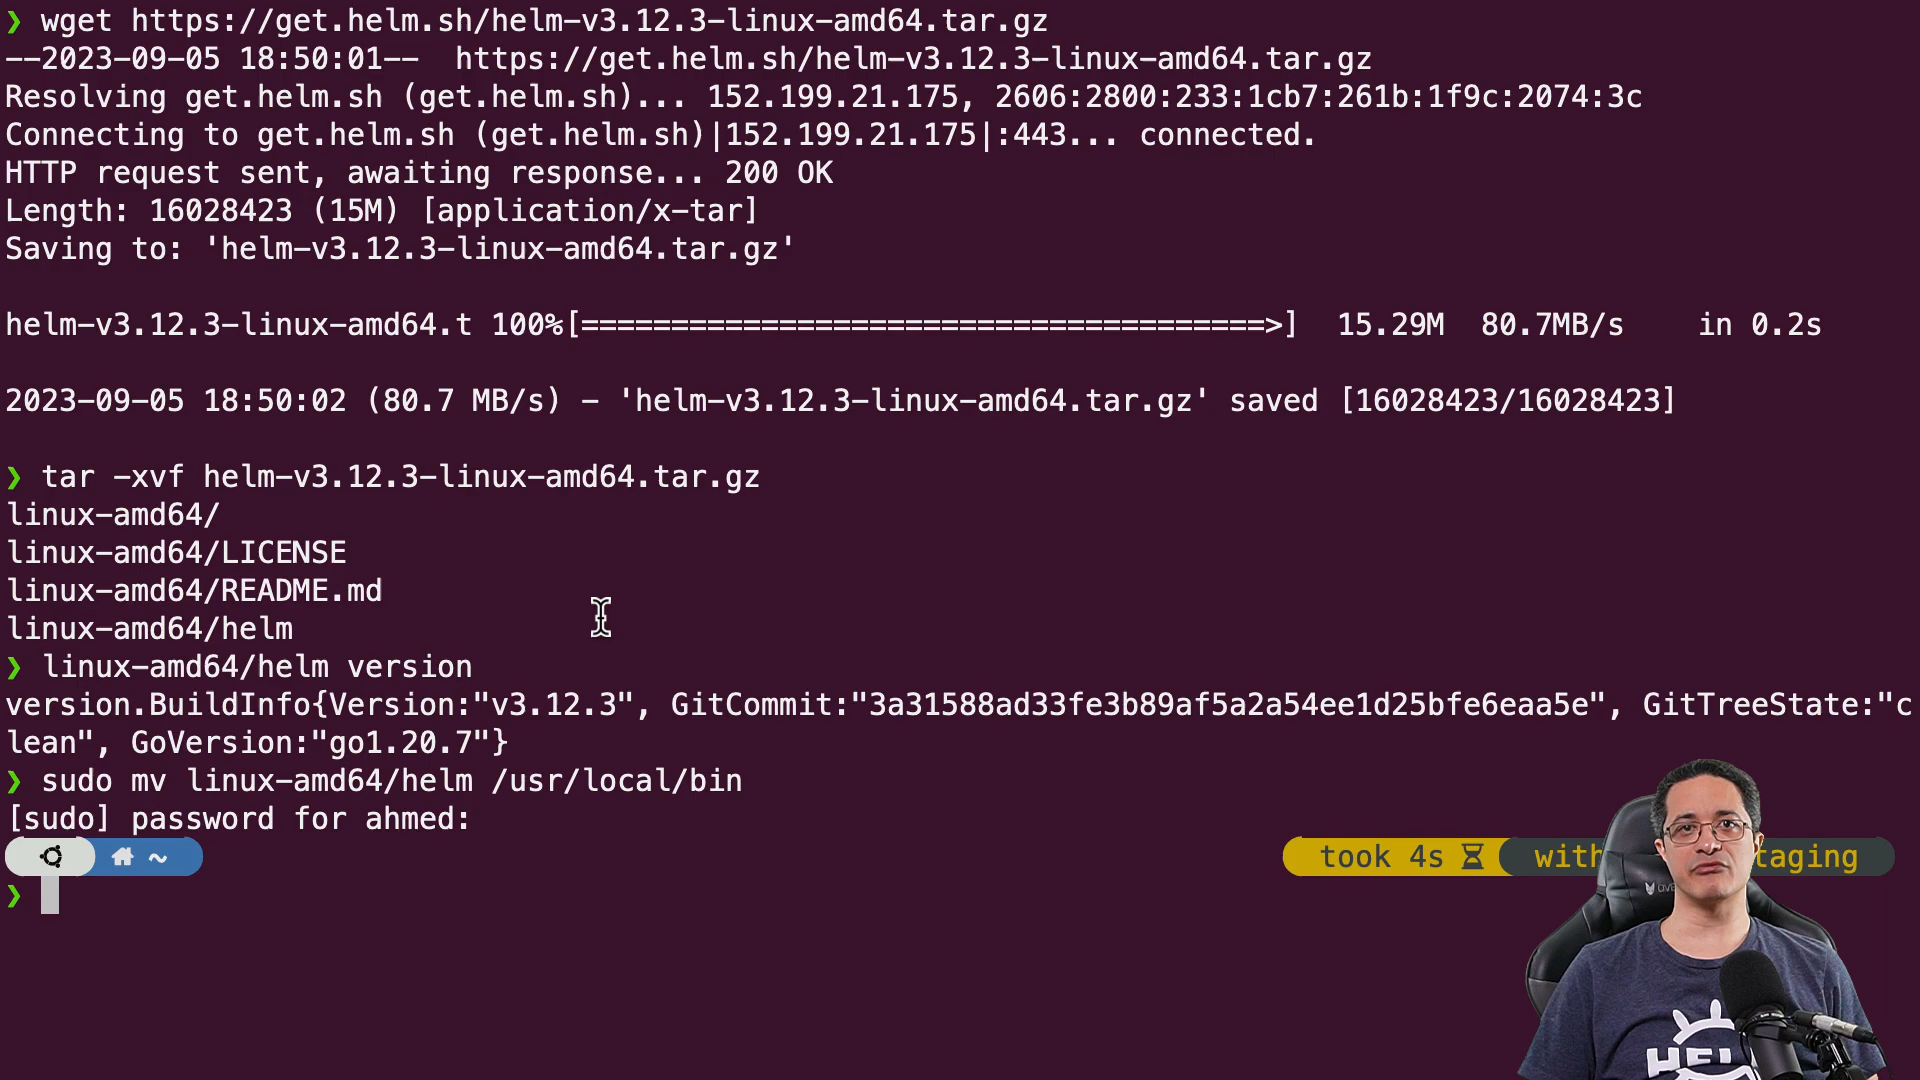 ❯ wget https://get.helm.sh/helm-v3.12.3-linux-amd64.tar.gz
--2023-09-05 18:50:01--  https://get.helm.sh/helm-v3.12.3-linux-amd64.tar.gz
Resolving get.helm.sh (get.helm.sh)... 152.199.21.175, 2606:2800:233:1cb7:261b:1f9c:2074:3c
Connecting to get.helm.sh (get.helm.sh)|152.199.21.175|:443... connected.
HTTP request sent, awaiting response... 200 OK
Length: 16028423 (15M) [application/x-tar]
Saving to: 'helm-v3.12.3-linux-amd64.tar.gz'
helm-v3.12.3-linux-amd64.t 100%[======================================>]  15.29M  80.7MB/s    in 0.2s
2023-09-05 18:50:02 (80.7 MB/s) - 'helm-v3.12.3-linux-amd64.tar.gz' saved [16028423/16028423]
❯ tar -xvf helm-v3.12.3-linux-amd64.tar.gz
linux-amd64/
linux-amd64/LICENSE
linux-amd64/README.md
linux-amd64/helm
❯ linux-amd64/helm version
version.BuildInfo{Version:"v3.12.3", GitCommit:"3a31588ad33fe3b89af5a2a54ee1d25bfe6eaa5e", GitTreeState:"c
lean", GoVersion:"go1.20.7"}
❯ sudo mv linux-amd64/helm /usr/local/bin
[sudo] password for ahmed:
~ took 4s with taging
❯
HEL